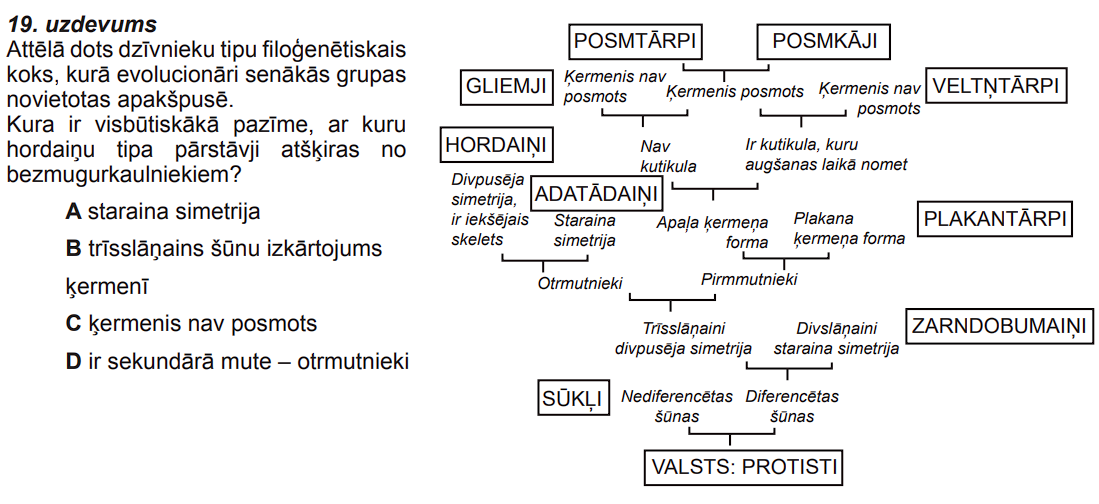 19. uzdevums
Attēlā dots dzīvnieku tipu filoģenētiskais
koks, kurā evolucionāri senākās grupas
novietotas apakšpusē.
Kura ir visbūtiskākā pazīme, ar kuru
hordaiņu tipa pārstāvji atšķiras no
bezmugurkaulniekiem?
A staraina simetrija
B trīsslāņains šūnu izkārtojums
ķermenī
C ķermenis nav posmots
D ir sekundārā mute – otrmutnieki
POSMTĀRPI
POSMKĀJI
GLIEMJI
Ķermenis nav
posmots
Ķermenis posmots
Ķermenis nav
posmots
VELTŅTĀRPI
HORDAIŅI
Nav
kutikula
Ir kutikula, kuru
augšanas laikā nomet
Divpusēja
simetrija,
ir iekšējais
skelets
ADATĀDAIŅI
Staraina
simetrija
Apaļa ķermeņa
forma
Plakana
ķermeņa forma
PLAKANTĀRPI
Otrmutnieki
Pirmmutnieki
Trīsslāņaini
divpusēja simetrija
Divslāņaini
staraina simetrija
ZARNDOBUMAIŅI
SŪKĻI
Nediferencētas
šūnas
Diferencētas
šūnas
VALSTS: PROTISTI